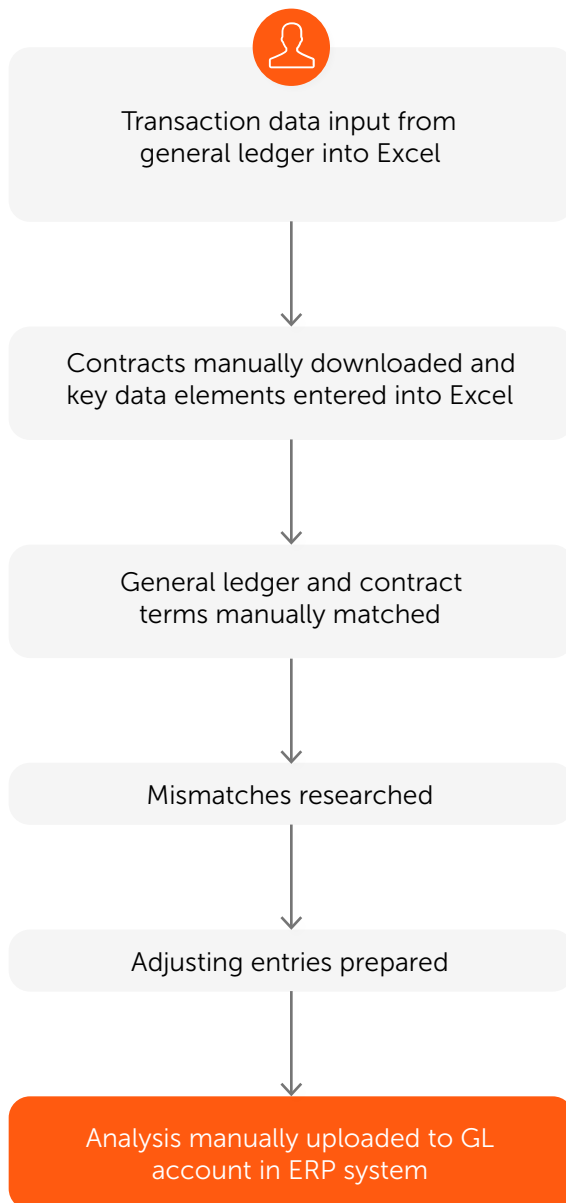 Transaction data input from
general ledger into Excel
Contracts manually downloaded and
key data elements entered into Excel
General ledger and contract
terms manually matched
Mismatches researched
Adjusting entries prepared
Analysis manually uploaded to GL
account in ERP system